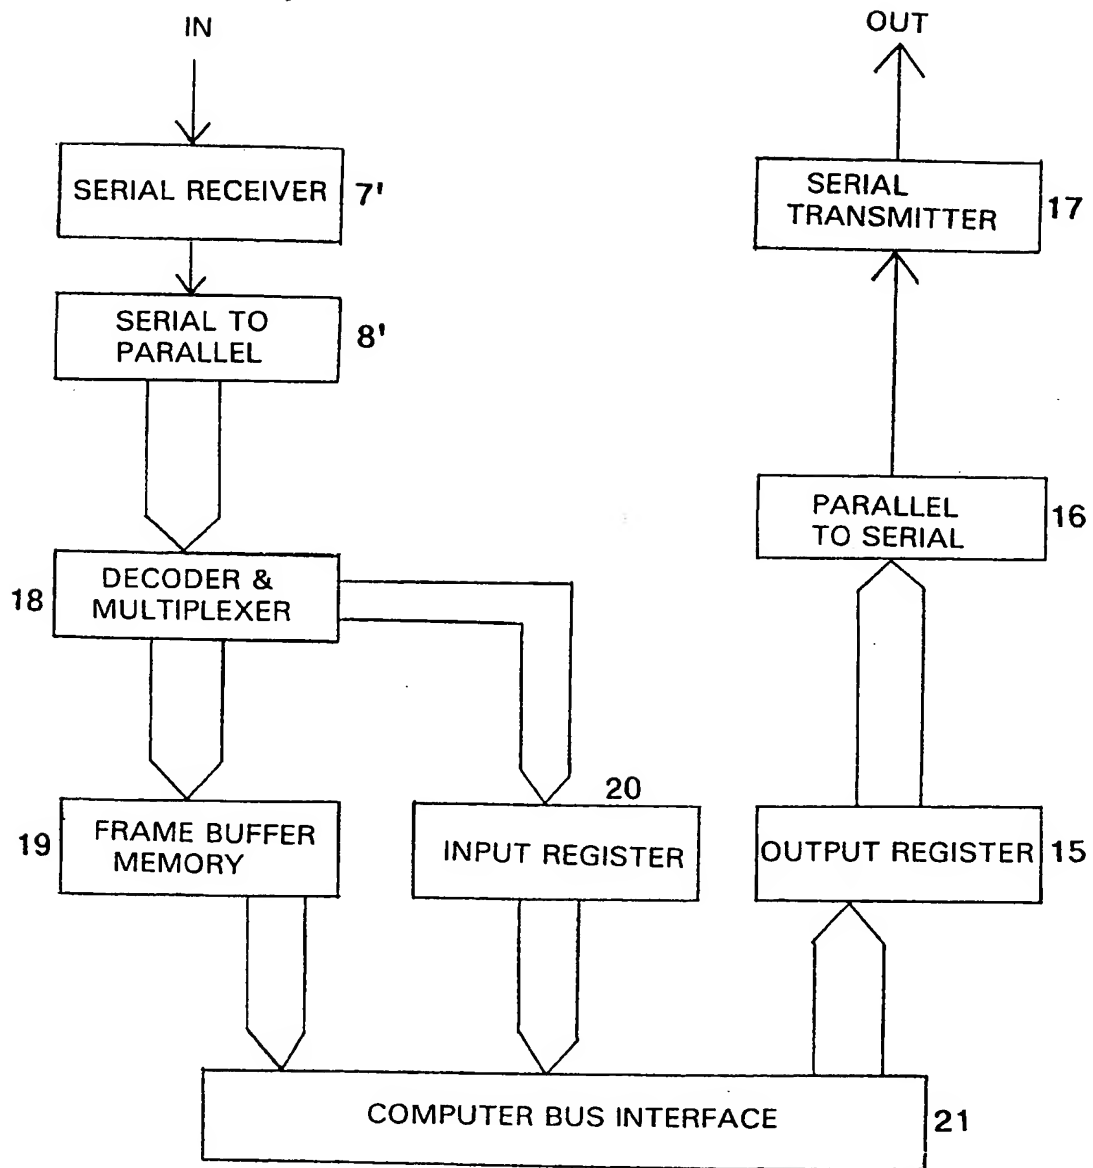 IN
OUT
SERIAL RECEIVER
7'
SERIAL
TRANSMITTER
17
SERIAL TO
PARALLEL
8'
PARALLEL
TO SERIAL
16
18
DECODER &
MULTIPLEXER
19
FRAME BUFFER
MEMORY
20
INPUT REGISTER
OUTPUT REGISTER
15
COMPUTER BUS INTERFACE
21